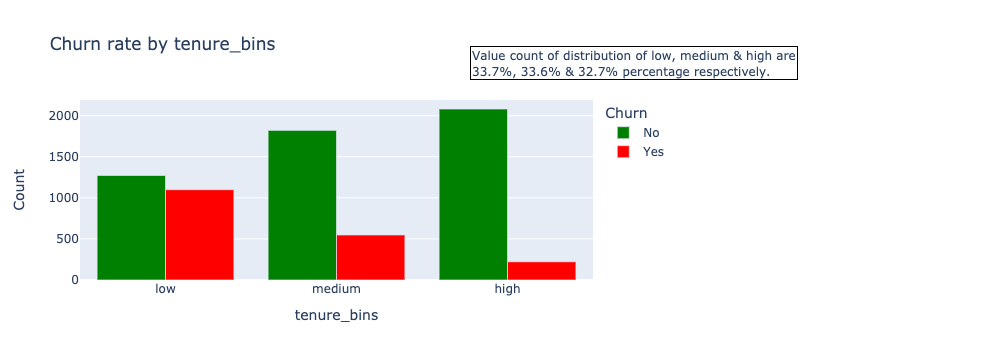 Churn rate by tenure_bins
Value count of distribution of low, medium & high are
33.7%, 33.6% & 32.7% percentage respectively.
Churn
No
Yes
2000
1500
1000
500
0
Count
low medium high
tenure_bins